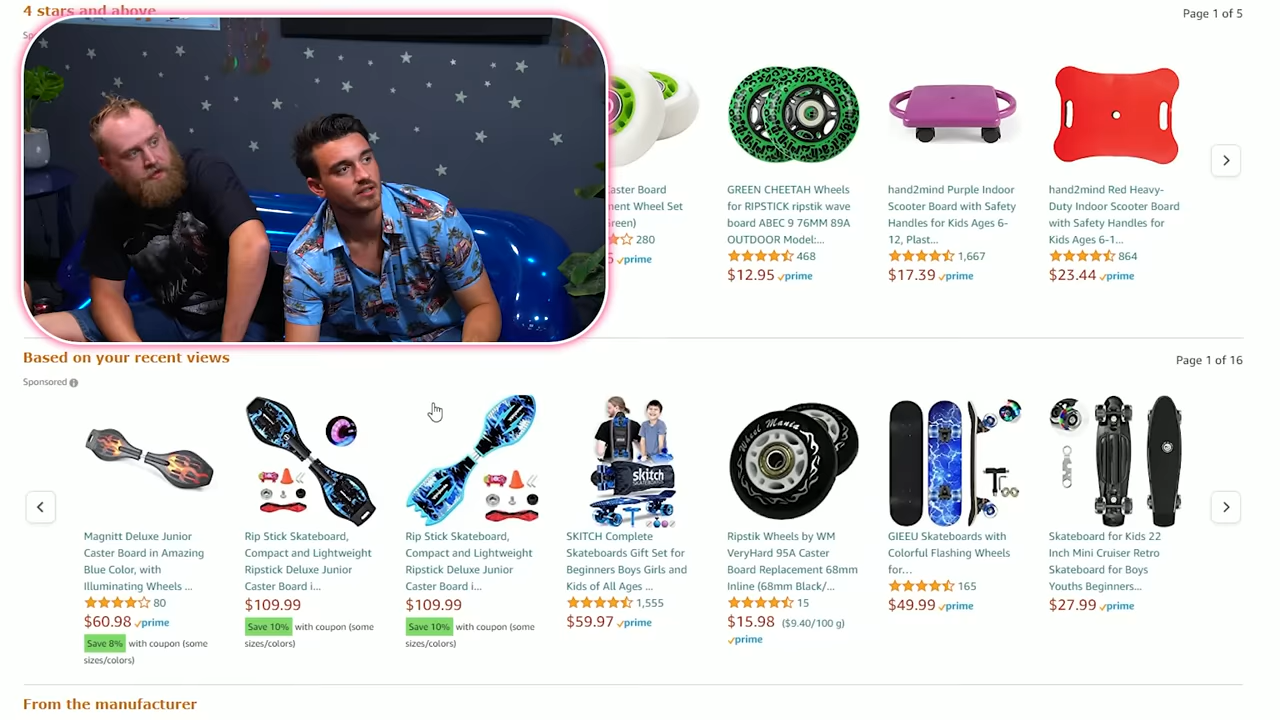 4 stars and above
Page 1 of 5
Board
Wheel Set
280
prime
GREEN CHEETAH Wheels
for RIPSTICK ripstik wave
board ABEC 9 76MM 89A
OUTDOOR Model:...
468
$12.95 prime
hand2mind Purple Indoor
Scooter Board with Safety
Handles for Kids Ages 6-
12, Plast...
1,667
$17.39 prime
hand2mind Red Heavy-
Duty Indoor Scooter Board
with Safety Handles for
Kids Ages 6-1...
864
$23.44 prime
Based on your recent views
Page 1 of 16
Sponsored
Magnitt Deluxe Junior
Caster Board in Amazing
Blue Color, with
Illuminating Wheels ...
80
$60.98 prime
Save 8% with coupon (some
sizes/colors)
Rip Stick Skateboard,
Compact and Lightweight
Ripstick Deluxe Junior
Caster Board i...
$109.99
Save 10% with coupon (some
sizes/colors)
Rip Stick Skateboard,
Compact and Lightweight
Ripstick Deluxe Junior
Caster Board i...
$109.99
Save 10% with coupon (some
sizes/colors)
skitch
SKITCH Complete
Skateboards Gift Set for
Beginners Boys Girls and
Kids of All Ages ...
1,555
$59.97 prime
Wheel Mania
Ripstik Wheels by WM
VeryHard 95A Caster
Board Replacement 68mm
Inline (68mm Black/...
15
$15.98 ($9.40/100 g)
prime
GIEEU Skateboards with
Colorful Flashing Wheels
for...
165
$49.99 prime
Skateboard for Kids 22
Inch Mini Cruiser Retro
Skateboard for Boys
Youths Beginners...
$27.99 prime
From the manufacturer